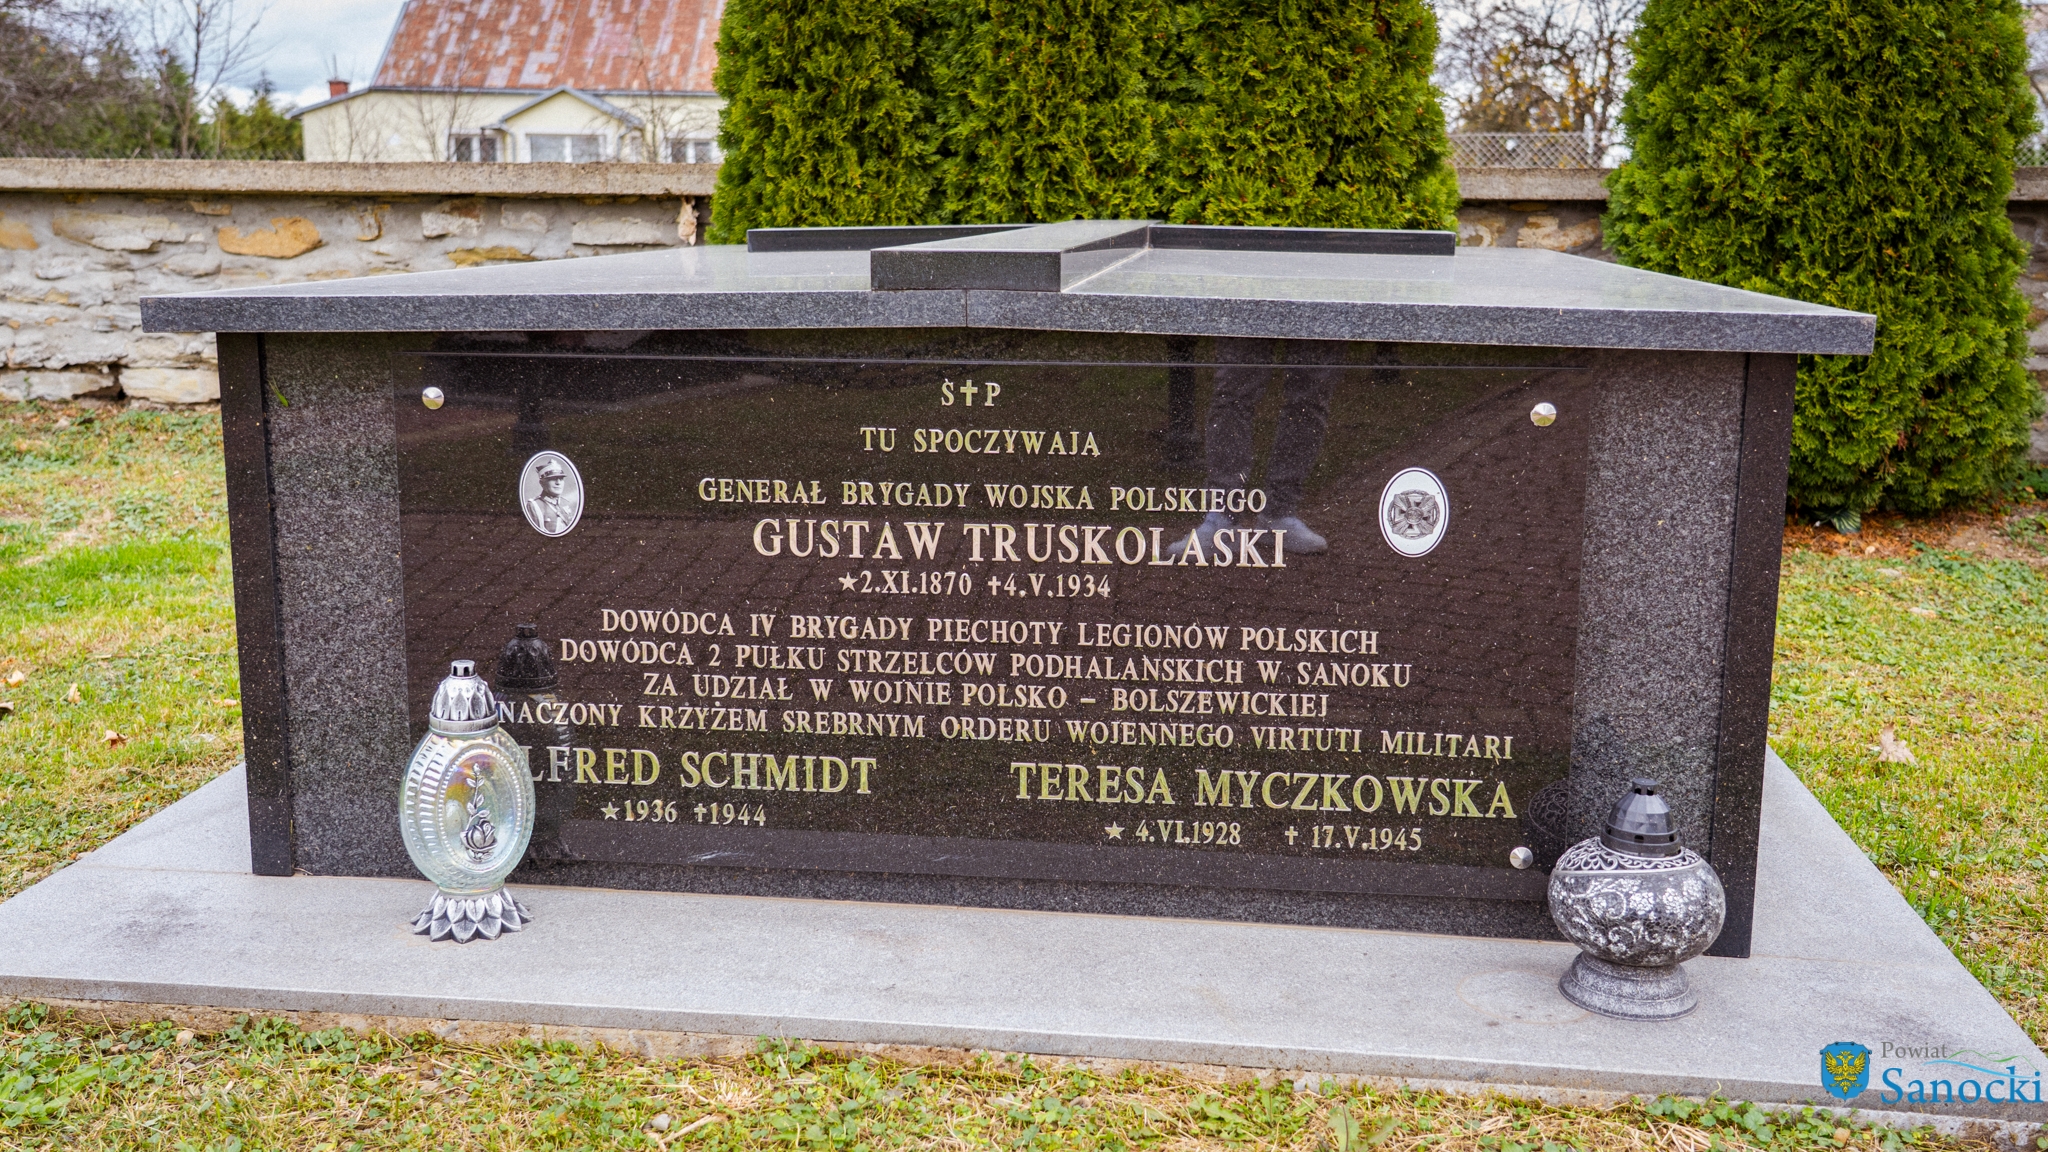 Ś✝P
TU SPOCZYWAJĄ
GENERAŁ BRYGADY WOJSKA POLSKIEGO
GUSTAW TRUSKOLASKI
★2.XI.1870 ✝4.V.1934
DOWÓDCA IV BRYGADY PIECHOTY LEGIONÓW POLSKICH
DOWÓDCA 2 PUŁKU STRZELCÓW PODHALAŃSKICH W SANOKU
ZA UDZIAŁ W WOJNIE POLSKO – BOLSZEWICKIEJ
NACZONY KRZYŻEM SREBRNYM ORDERU WOJENNEGO VIRTUTI MILITARI
LFRED SCHMIDT
★1936 ✝1944
TERESA MYCZKOWSKA
★ 4.VI.1928 ✝ 17.V.1945
Powiat
Sanocki